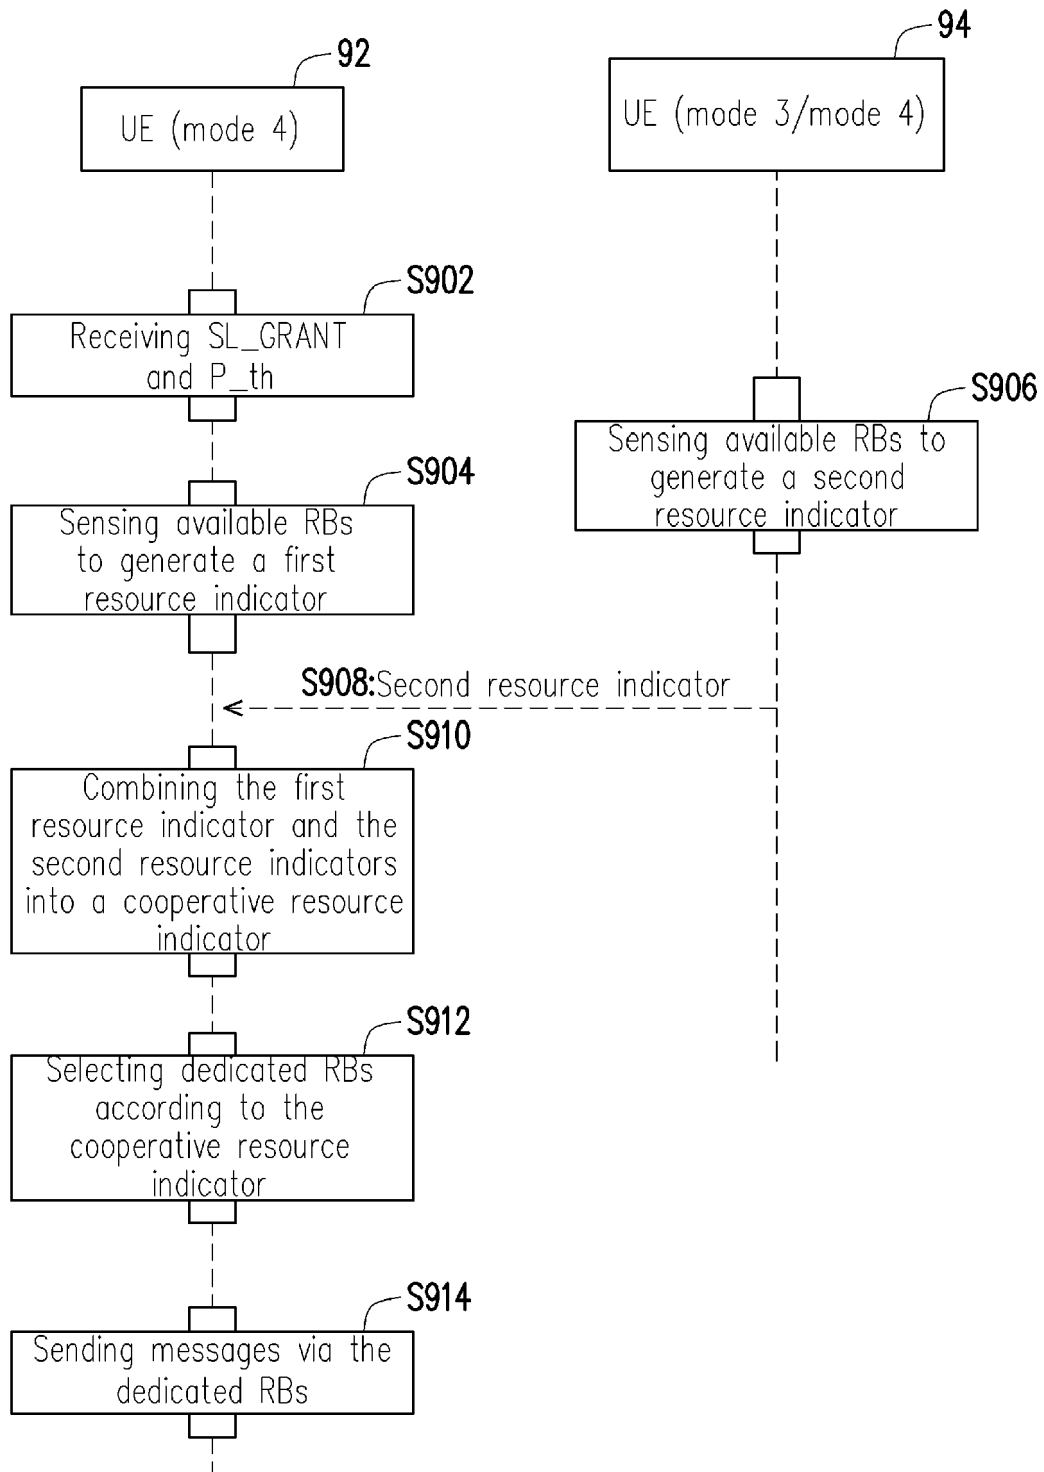 92
94
UE (mode 4)
UE (mode 3/mode 4)
S902
Receiving SL_GRANT
and P_th
S906
Sensing available RBs to
generate a second
resource indicator
S904
Sensing available RBs
to generate a first
resource indicator
S908:Second resource indicator
S910
Combining the first
resource indicator and the
second resource indicators
into a cooperative resource
indicator
S912
Selecting dedicated RBs
according to the
cooperative resource
indicator
S914
Sending messages via the
dedicated RBs